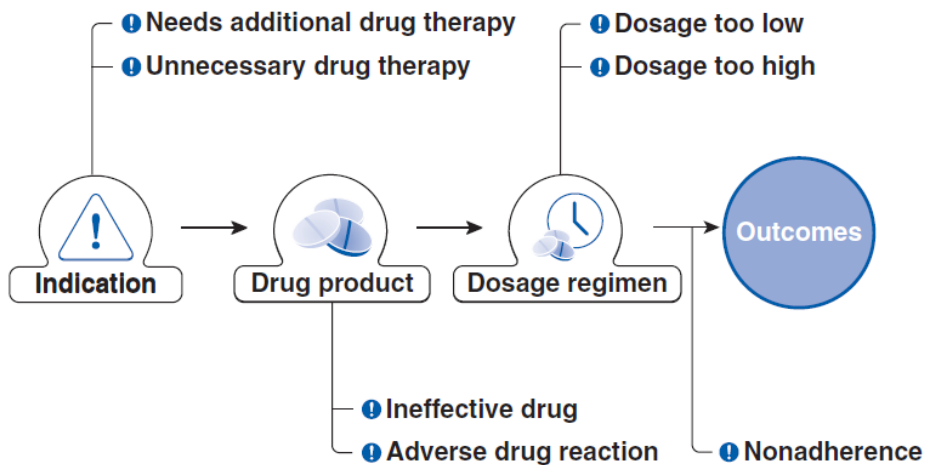 Needs additional drug therapy
Unnecessary drug therapy
Dosage too low
Dosage too high
Indication
Drug product
Dosage regimen
Outcomes
Ineffective drug
Adverse drug reaction
Nonadherence